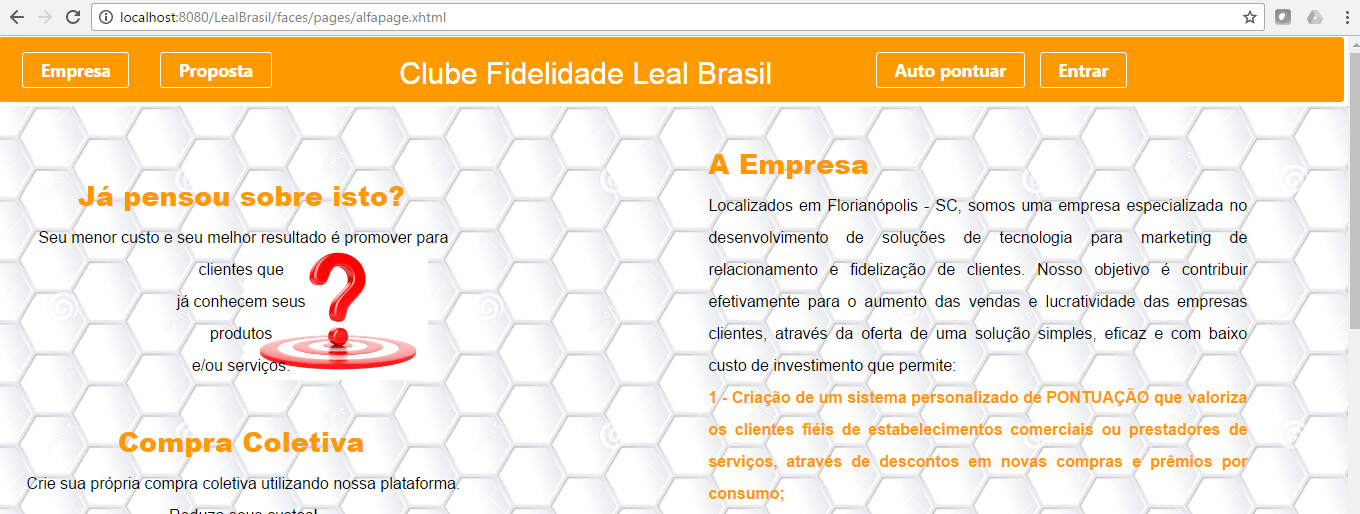 localhost:8080/LealBrasil/faces/pages/alfapage.xhtml
Empresa
Proposta
Clube Fidelidade Leal Brasil
Auto pontuar
Entrar
Já pensou sobre isto?
Seu menor custo e seu melhor resultado é promover para
clientes que
já conhecem seus
produtos
e/ou serviços.
Compra Coletiva
Crie sua própria compra coletiva utilizando nossa plataforma.
Reduza seus custos!
A Empresa
Localizados em Florianópolis - SC, somos uma empresa especializada no
desenvolvimento de soluções de tecnologia para marketing de
relacionamento e fidelização de clientes. Nosso objetivo é contribuir
efetivamente para o aumento das vendas e lucratividade das empresas
clientes, através da oferta de uma solução simples, eficaz e com baixo
custo de investimento que permite:
1 - Criação de um sistema personalizado de PONTUAÇÃO que valoriza
os clientes fiéis de estabelecimentos comerciais ou prestadores de
serviços, através de descontos em novas compras e prêmios por
consumo;